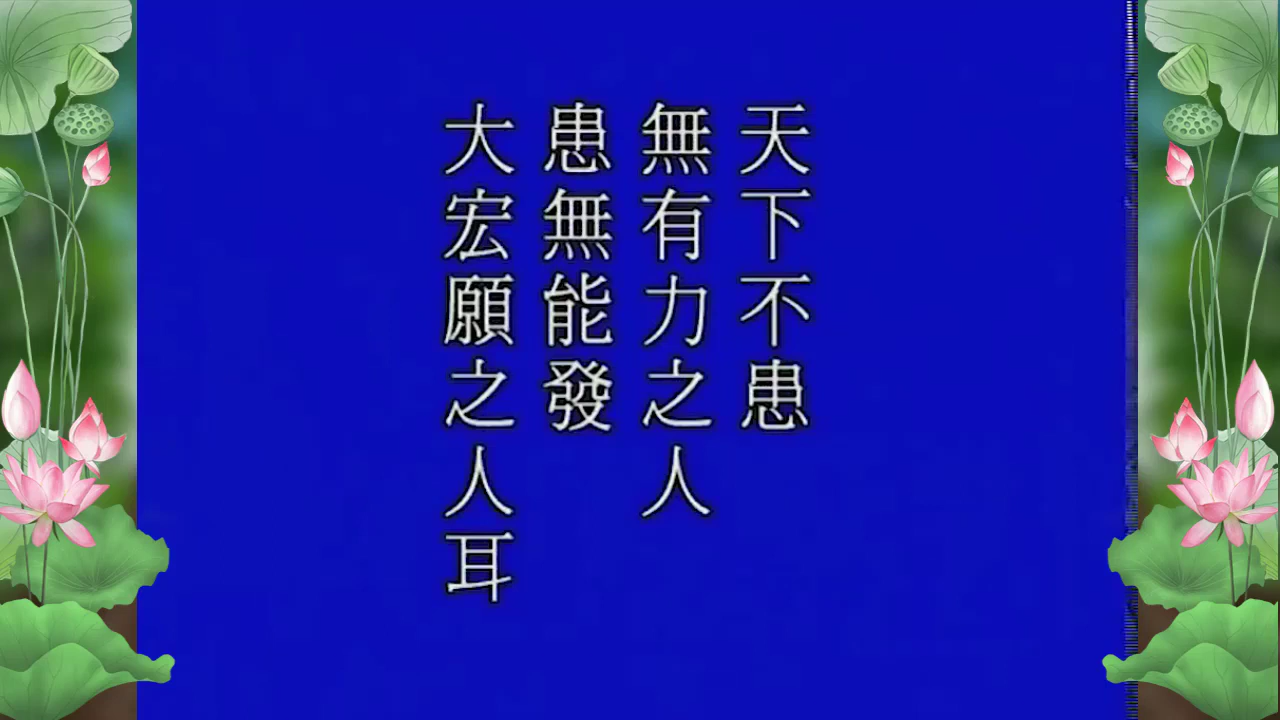 天下不患
無有力之人
患無能發
大宏願之人耳